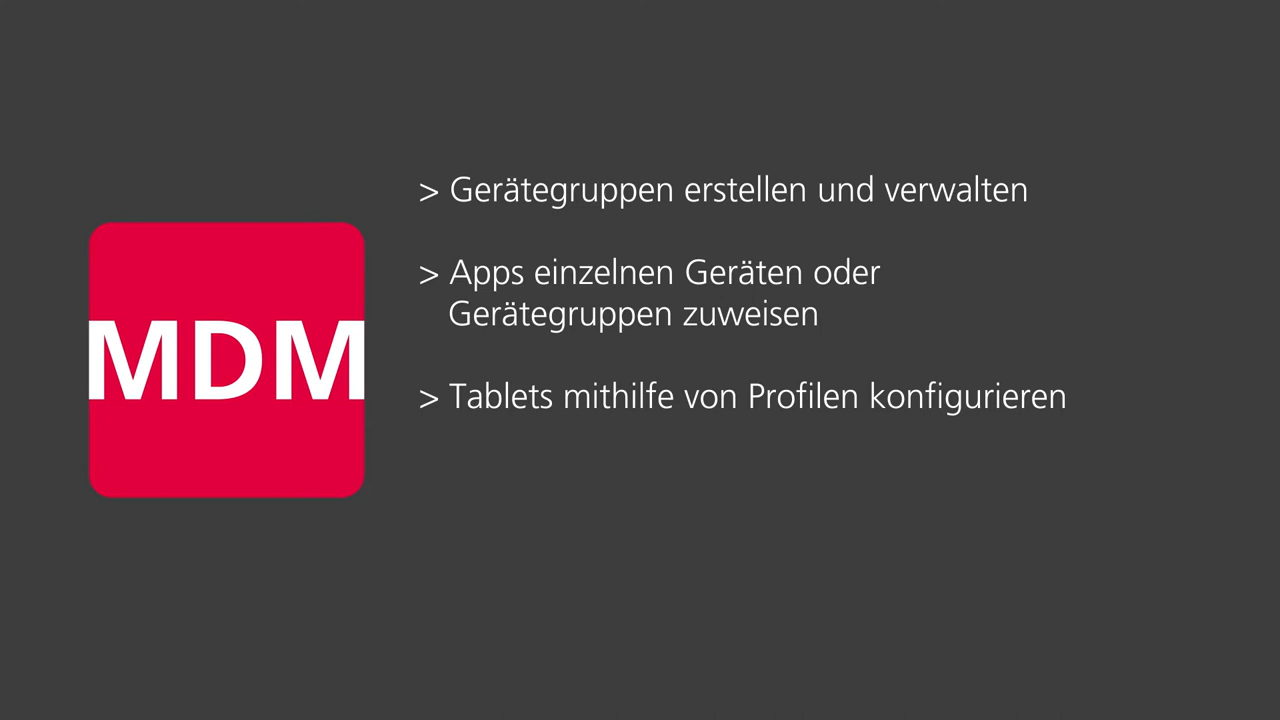 MDM
> Gerätegruppen erstellen und verwalten
> Apps einzelnen Geräten oder
Gerätegruppen zuweisen
> Tablets mithilfe von Profilen konfigurieren